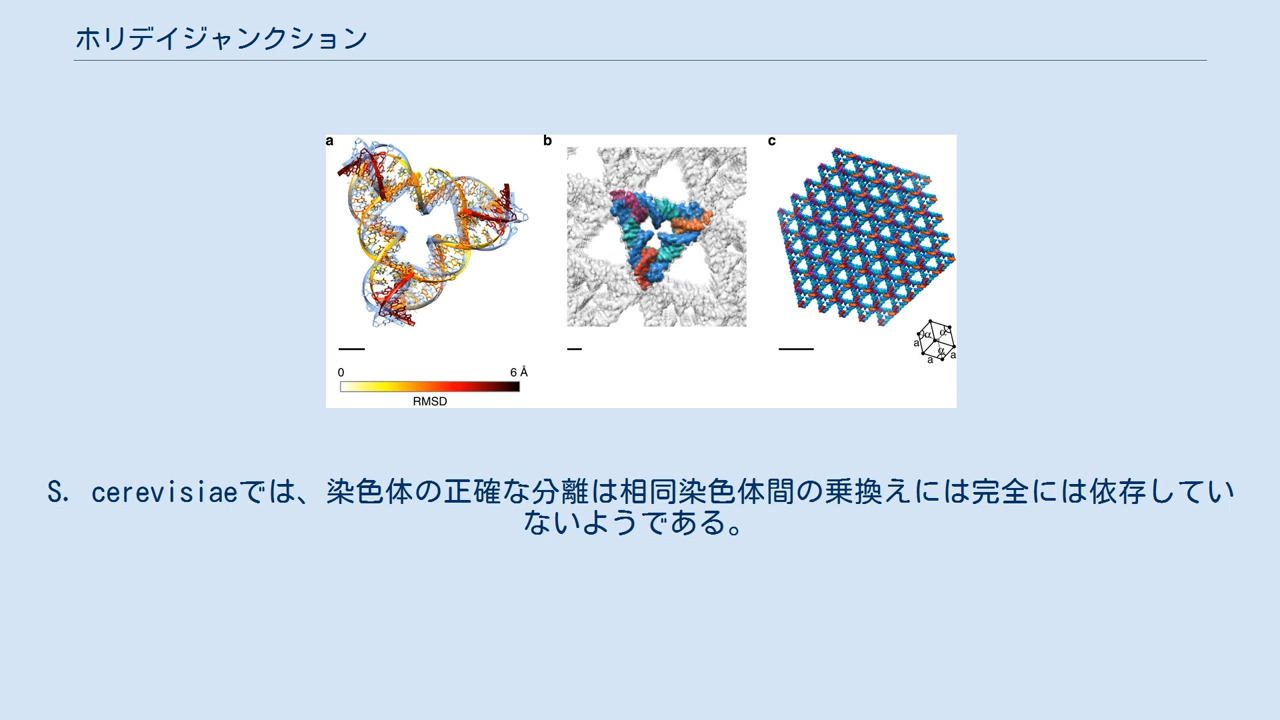 ホリデイジャンクション
a
b
c
0
6 Å
RMSD
α
α
α
a
a
a
S. cerevisiaeでは、染色体の正確な分離は相同染色体間の乗換えには完全には依存してい
ないようである。